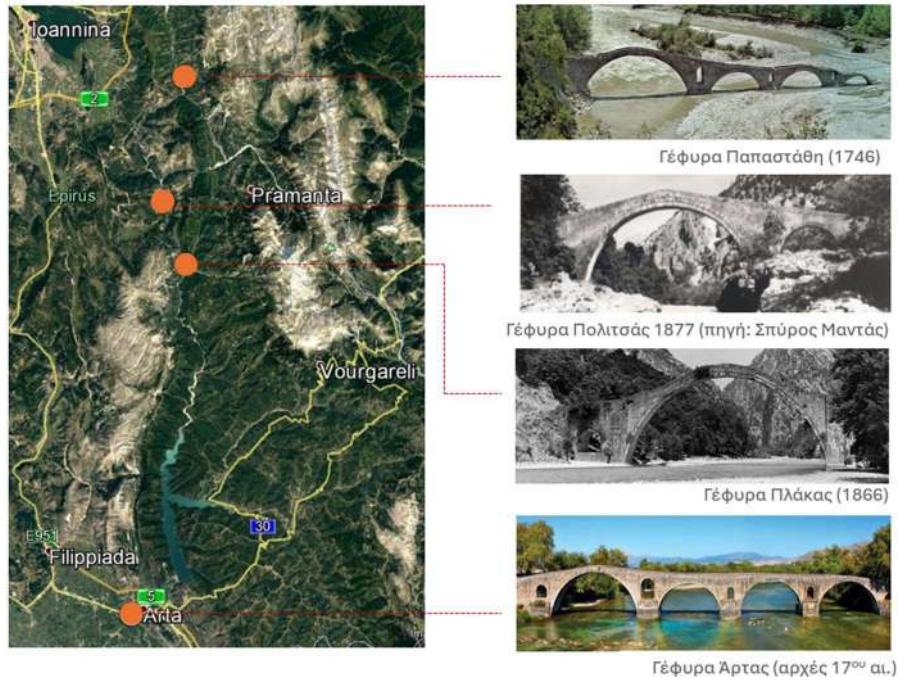 Ioannina
2
Epirus
Pramanta
Vourgareli
30
E951
Filippiada
5
Arta
Γέφυρα Παπαστάθη (1746)
Γέφυρα Πολιτσάς 1877 (πηγή: Σπύρος Μαντάς)
Γέφυρα Πλάκας (1866)
Γέφυρα Άρτας (αρχές 17ου αι.)